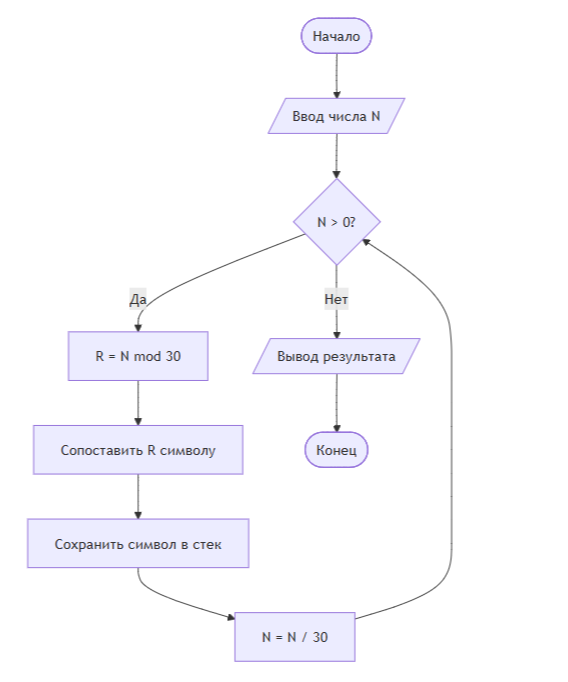 Начало
Ввод числа N
N > 0?
Да
Нет
R = N mod 30
Вывод результата
Сопоставить R символу
Конец
Сохранить символ в стек
N = N / 30